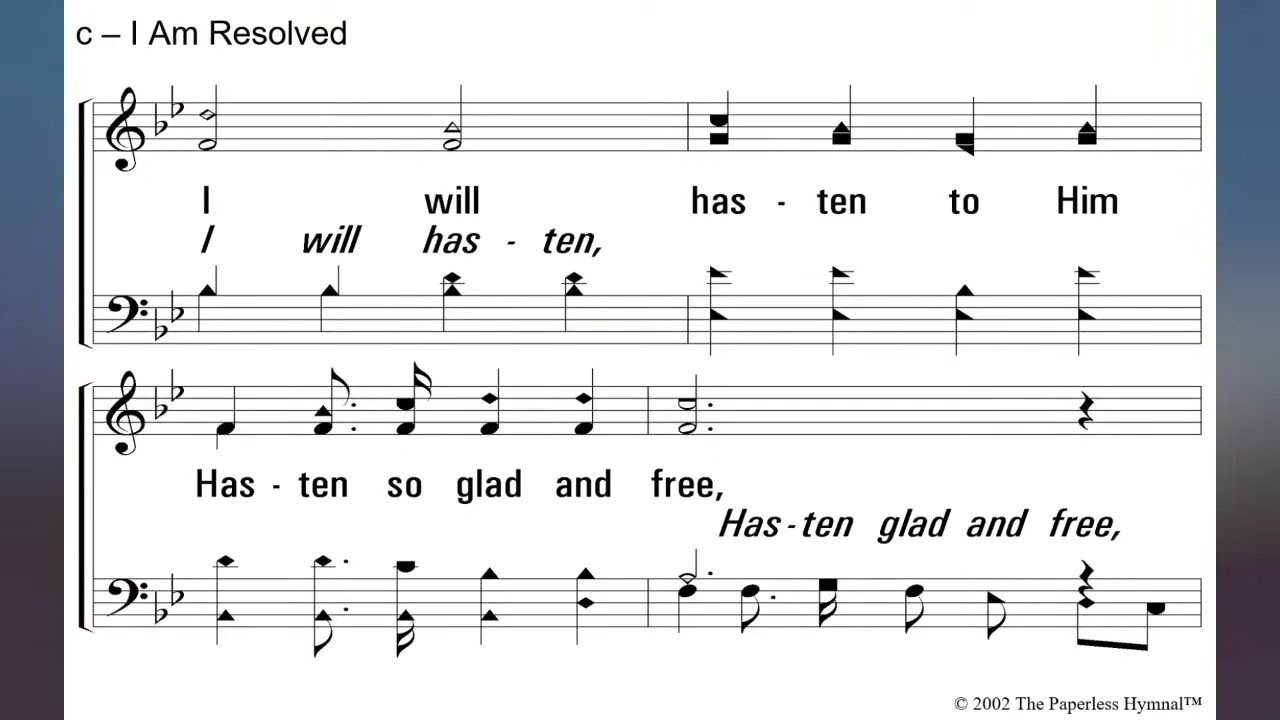 c – I Am Resolved
I will has - ten to Him
I will has - ten,
Has - ten so glad and free,
Has - ten glad and free,
© 2002 The Paperless Hymnal™